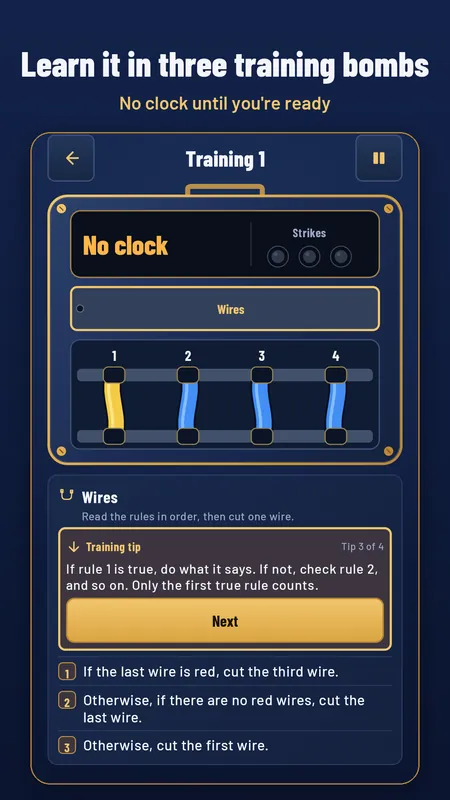 Learn it in three training bombs
No clock until you're ready
Training 1
No clock
Strikes
Wires
1 2 3 4
Wires
Read the rules in order, then cut one wire.
Training tip
Tip 3 of 4
If rule 1 is true, do what it says. If not, check rule 2,
and so on. Only the first true rule counts.
Next
1 If the last wire is red, cut the third wire.
2 Otherwise, if there are no red wires, cut the
last wire.
3 Otherwise, cut the first wire.